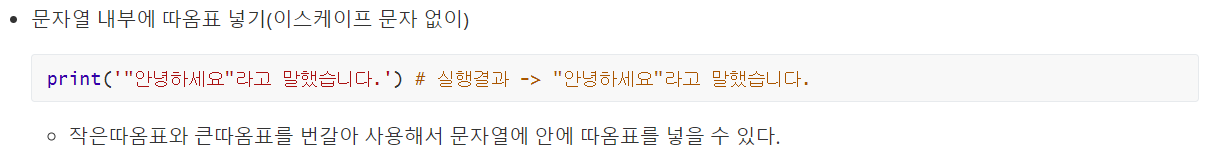 문자열 내부에 따옴표 넣기(이스케이프 문자 없이)
print('"안녕하세요"라고 말했습니다.') # 실행결과 -> "안녕하세요"라고 말했습니다.
작은따옴표와 큰따옴표를 번갈아 사용해서 문자열에 안에 따옴표를 넣을 수 있다.